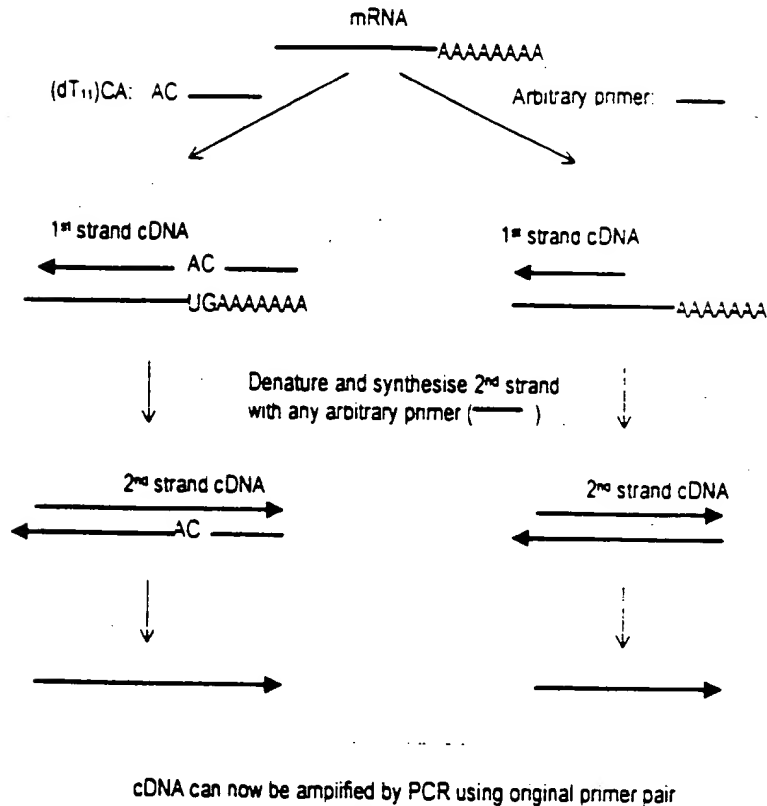 mRNA
AAAAAAAA
(dT₁₁)CA: AC
Arbitrary primer:
1st strand cDNA
AC
UGAAAAAAA
1st strand cDNA
AAAAAAA
Denature and synthesise 2nd strand
with any arbitrary primer ( )
2nd strand cDNA
AC
2nd strand cDNA
cDNA can now be amplified by PCR using original primer pair